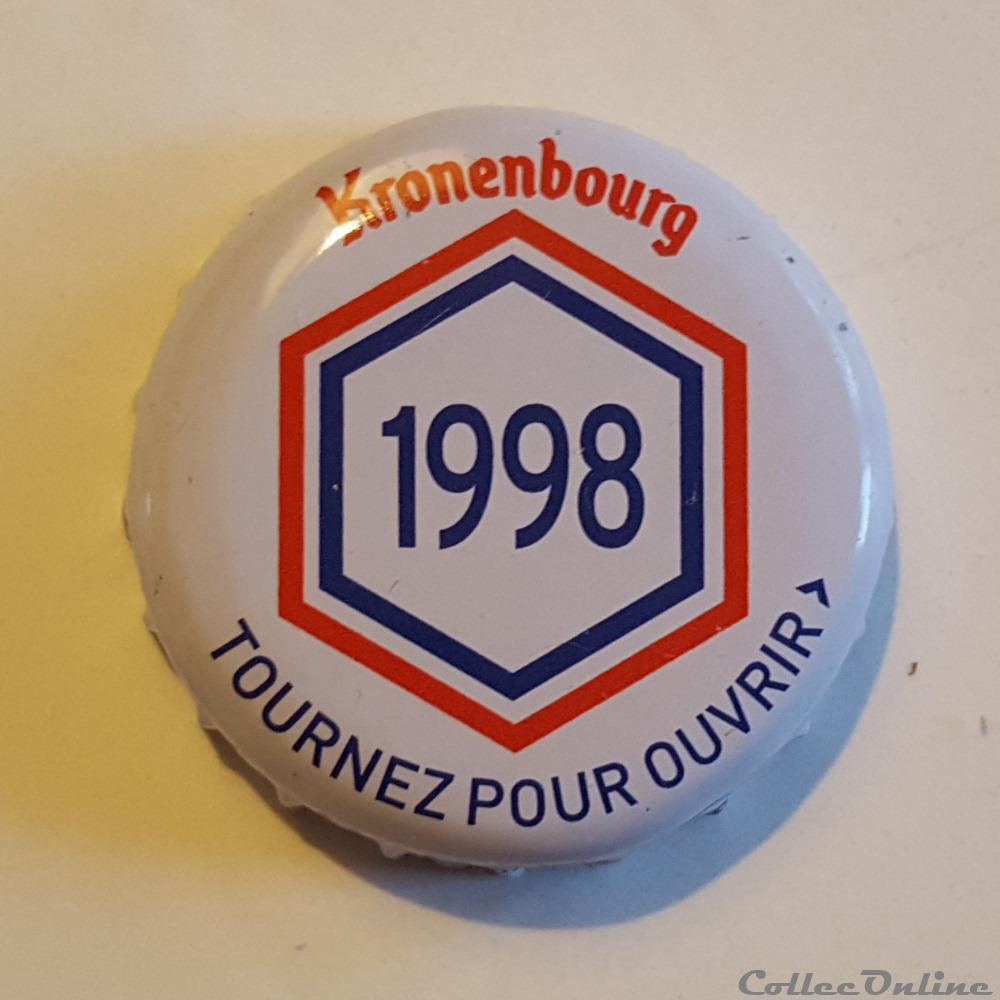 Kronenbourg
1998
TOURNEZ POUR OUVRIR >
CollecOnline